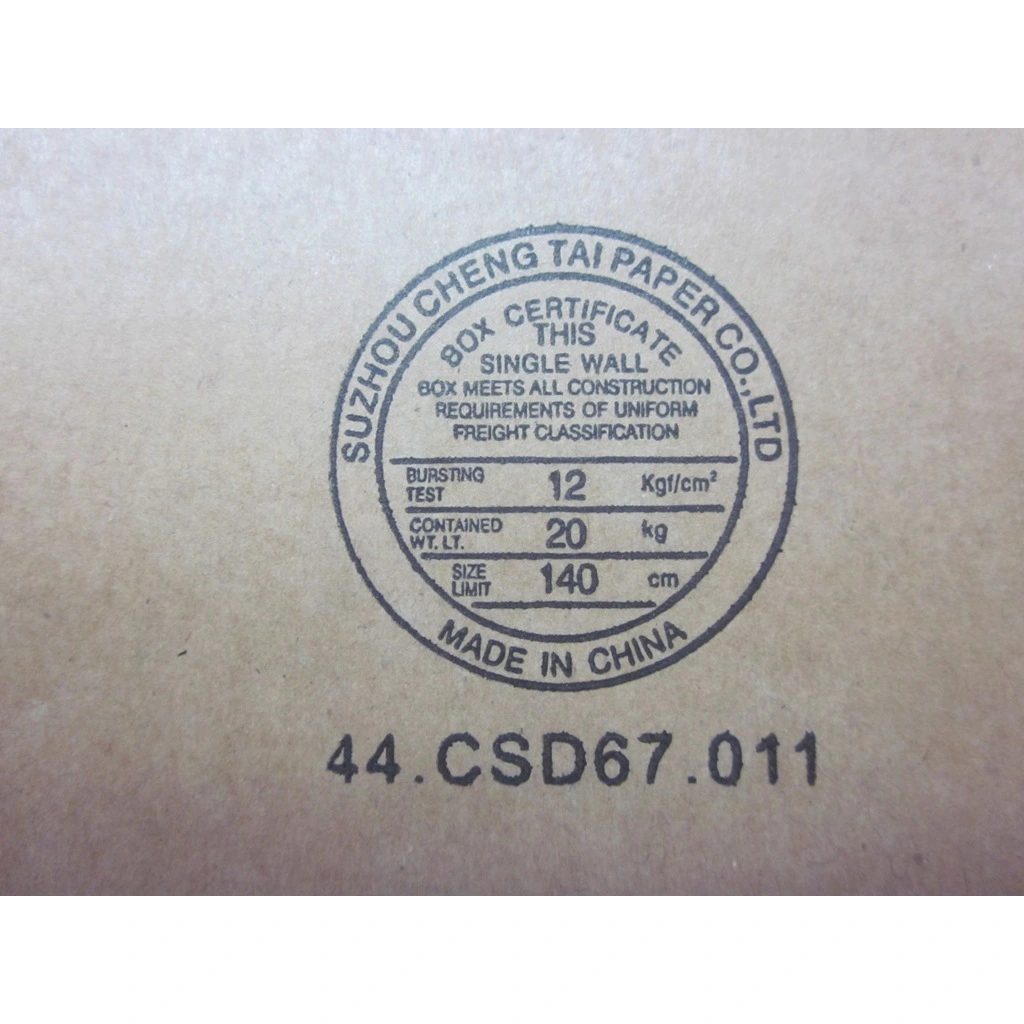 SUZHOU CHENG TAI PAPER CO.,LTD
BOX CERTIFICATE
THIS
SINGLE WALL
BOX MEETS ALL CONSTRUCTION
REQUIREMENTS OF UNIFORM
FREIGHT CLASSIFICATION
BURSTING TEST 12 Kgf/cm²
CONTAINED WT. LT. 20 kg
SIZE LIMIT 140 cm
MADE IN CHINA
44.CSD67.011